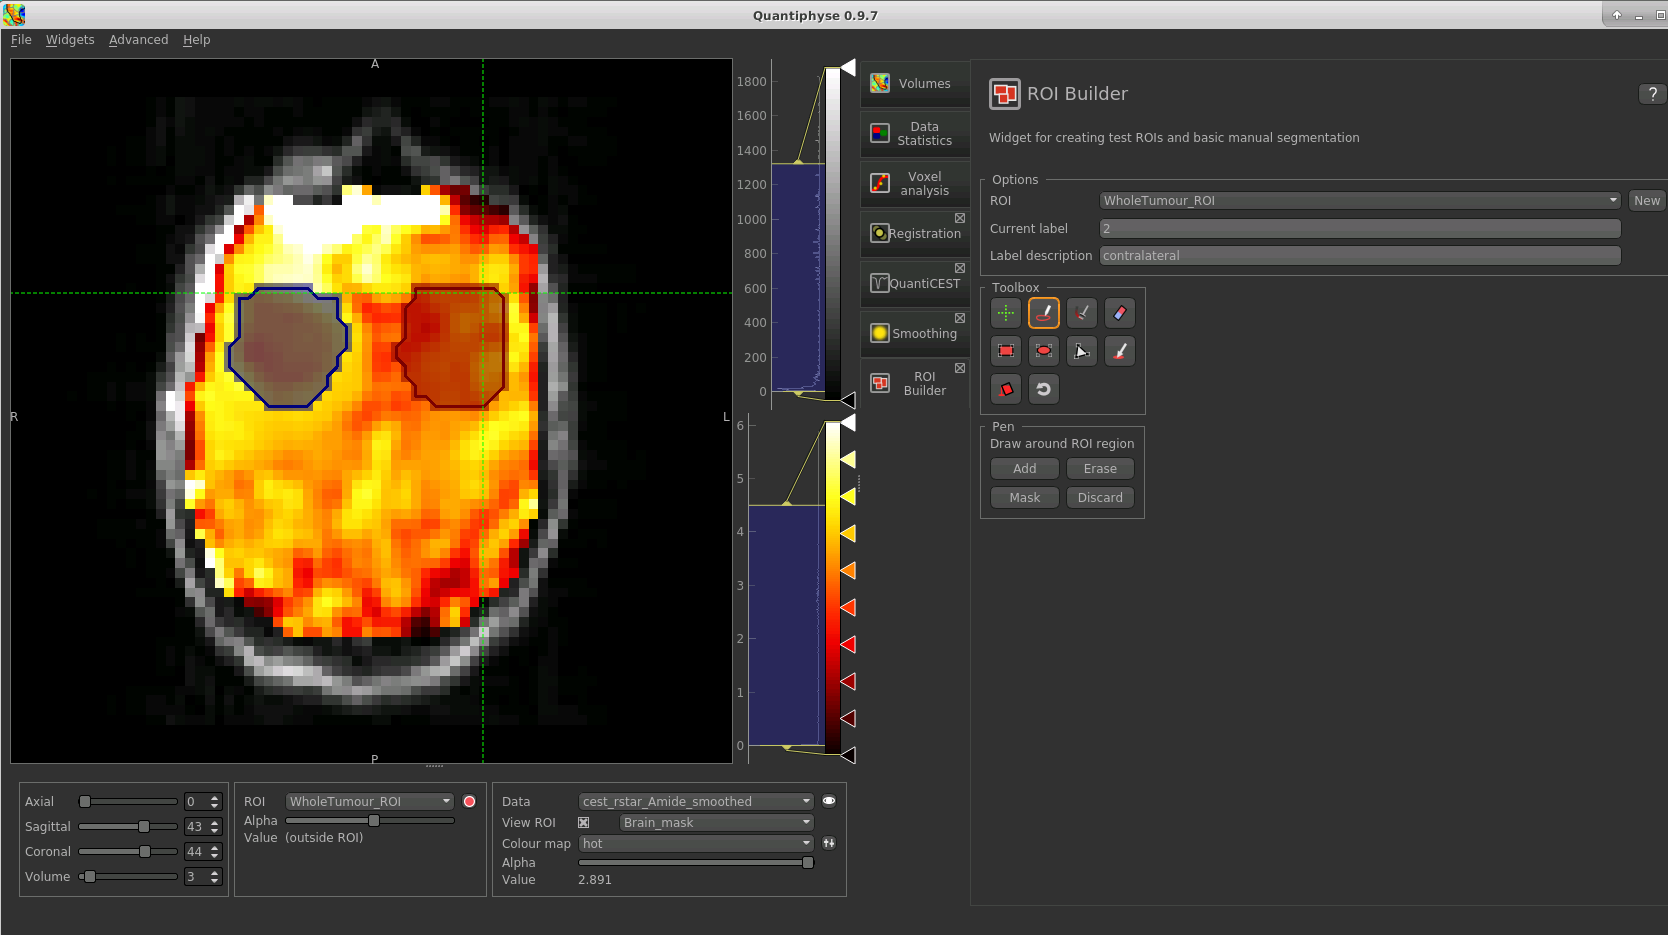 Quantiphyse 0.9.7
File Widgets Advanced Help
A
R
L
P
1800
1600
1400
1200
1000
800
600
400
200
0
6
5
4
3
2
1
0
Volumes
Data
Statistics
Voxel
analysis
Registration
QuantiCEST
Smoothing
ROI
Builder
ROI Builder
?
Widget for creating test ROIs and basic manual segmentation
Options
ROI WholeTumour_ROI New
Current label 2
Label description contralateral
Toolbox
Pen
Draw around ROI region
Add Erase
Mask Discard
Axial 0
Sagittal 43
Coronal 44
Volume 3
ROI WholeTumour_ROI
Alpha
Value (outside ROI)
Data cest_rstar_Amide_smoothed
View ROI Brain_mask
Colour map hot
Alpha
Value 2.891